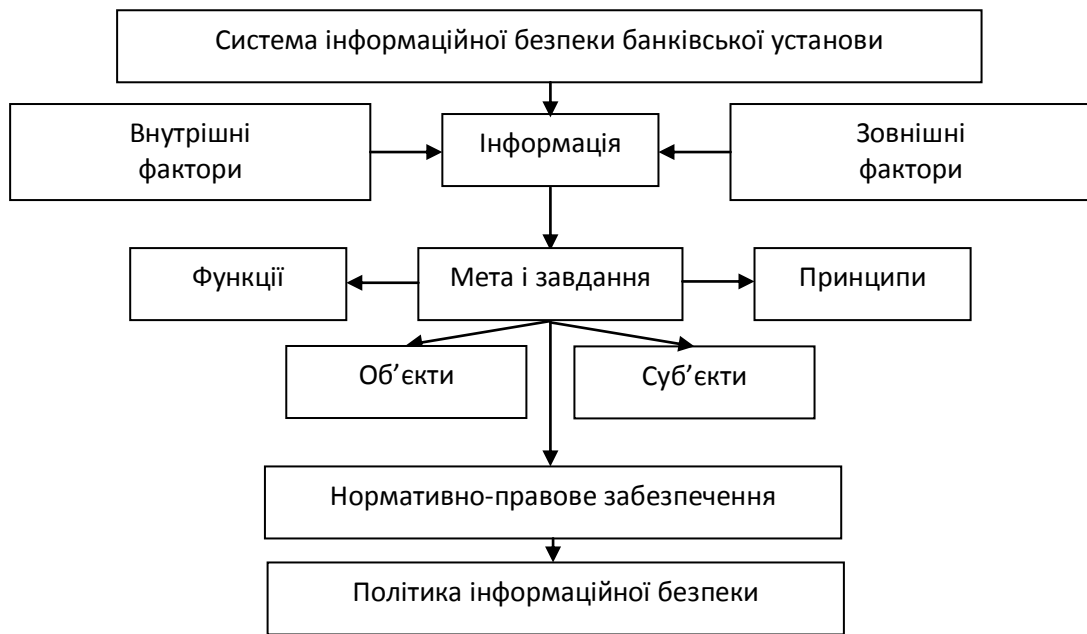 Система інформаційної безпеки банківської установи
Внутрішні
фактори
Інформація
Зовнішні
фактори
Функції
Мета і завдання
Принципи
Об’єкти
Суб’єкти
Нормативно-правове забезпечення
Політика інформаційної безпеки